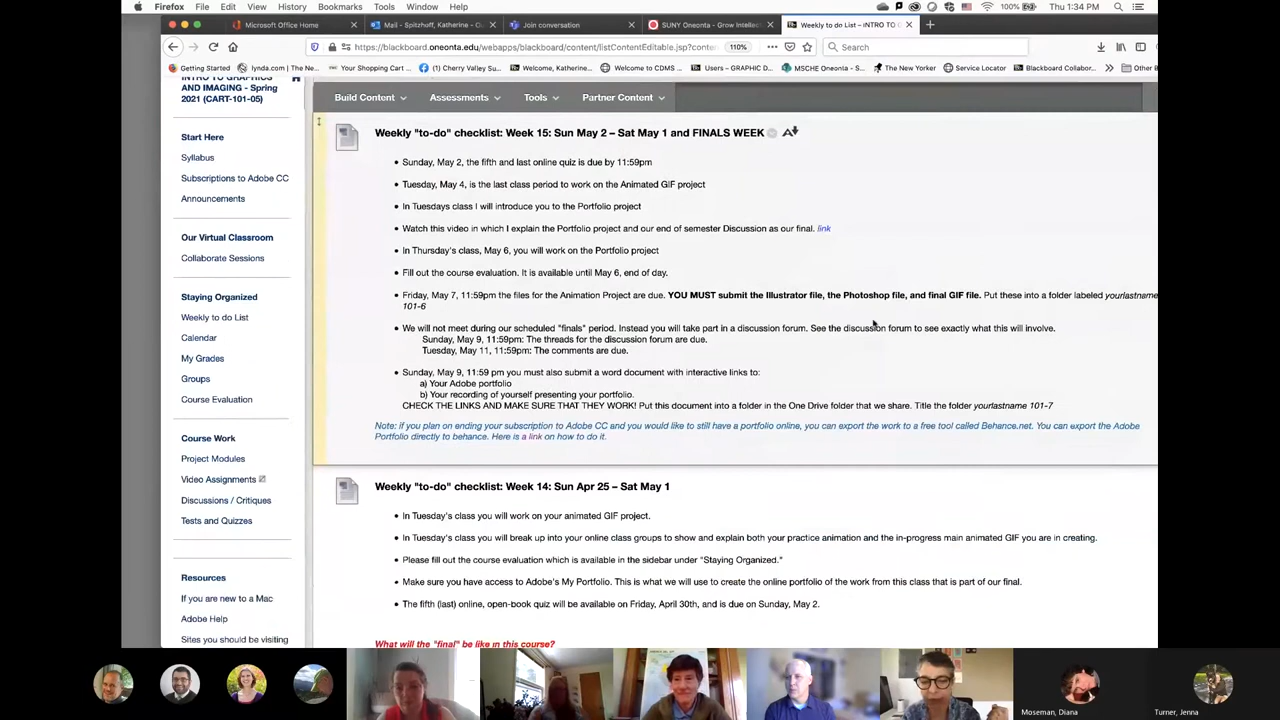 Firefox File Edit View History Bookmarks Tools Window Help 100% Thu 1:34 PM
Microsoft Office Home
Mail - Spitzhoff, Katherine -
Join conversation
SUNY Oneonta - Grow Intellect
Weekly to do List – INTRO TO
https://blackboard.oneonta.edu/webapps/blackboard/content/listContentEditable.jsp?conte 110% Search
Getting Started lynda.com | The Ne... Your Shopping Cart ... (1) Cherry Valley Su... Welcome, Katherine... Welcome to CDMS ... Users – GRAPHIC D... MSCHE Oneonta – S... The New Yorker Service Locator Blackboard Collabor... Other B
INTRO TO GRAPHICS
AND IMAGING - Spring
2021 (CART-101-05)
Start Here
Syllabus
Subscriptions to Adobe CC
Announcements
Our Virtual Classroom
Collaborate Sessions
Staying Organized
Weekly to do List
Calendar
My Grades
Groups
Course Evaluation
Course Work
Project Modules
Video Assignments
Discussions / Critiques
Tests and Quizzes
Resources
If you are new to a Mac
Adobe Help
Sites you should be visiting
Build Content Assessments Tools Partner Content
Weekly "to-do" checklist: Week 15: Sun May 2 – Sat May 1 and FINALS WEEK
• Sunday, May 2, the fifth and last online quiz is due by 11:59pm
• Tuesday, May 4, is the last class period to work on the Animated GIF project
• In Tuesdays class I will introduce you to the Portfolio project
• Watch this video in which I explain the Portfolio project and our end of semester Discussion as our final. link
• In Thursday's class, May 6, you will work on the Portfolio project
• Fill out the course evaluation. It is available until May 6, end of day.
• Friday, May 7, 11:59pm the files for the Animation Project are due. YOU MUST submit the Illustrator file, the Photoshop file, and final GIF file. Put these into a folder labeled yourlastname
101-6
• We will not meet during our scheduled "finals" period. Instead you will take part in a discussion forum. See the discussion forum to see exactly what this will involve.
Sunday, May 9, 11:59pm: The threads for the discussion forum are due.
Tuesday, May 11, 11:59pm: The comments are due.
• Sunday, May 9, 11:59 pm you must also submit a word document with interactive links to:
a) Your Adobe portfolio
b) Your recording of yourself presenting your portfolio.
CHECK THE LINKS AND MAKE SURE THAT THEY WORK! Put this document into a folder in the One Drive folder that we share. Title the folder yourlastname 101-7
Note: if you plan on ending your subscription to Adobe CC and you would like to still have a portfolio online, you can export the work to a free tool called Behance.net. You can export the Adobe
Portfolio directly to behance. Here is a link on how to do it.
Weekly "to-do" checklist: Week 14: Sun Apr 25 – Sat May 1
• In Tuesday's class you will work on your animated GIF project.
• In Tuesday's class you will break up into your online class groups to show and explain both your practice animation and the in-progress main animated GIF you are in creating.
• Please fill out the course evaluation which is available in the sidebar under "Staying Organized."
• Make sure you have access to Adobe's My Portfolio. This is what we will use to create the online portfolio of the work from this class that is part of our final.
• The fifth (last) online, open-book quiz will be available on Friday, April 30th, and is due on Sunday, May 2.
What will the "final" be like in this course?
Moseman, Diana
Turner, Jenna